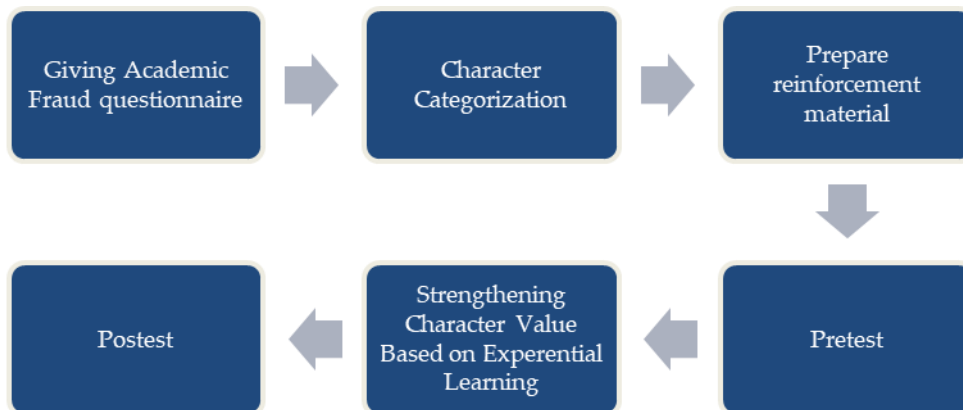 Giving Academic
Fraud questionnaire
Character
Categorization
Prepare
reinforcement
material
Pretest
Strengthening
Character Value
Based on Experential
Learning
Postest